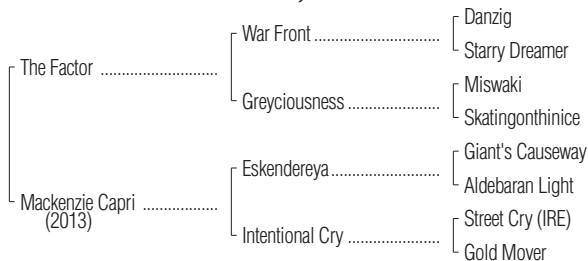 Danzig
War Front
Starry Dreamer
The Factor
Miswaki
Greyciousness
Skatingonthinice
Giant's Causeway
Eskendereya
Aldebaran Light
Mackenzie Capri
(2013)
Street Cry (IRE)
Intentional Cry
Gold Mover